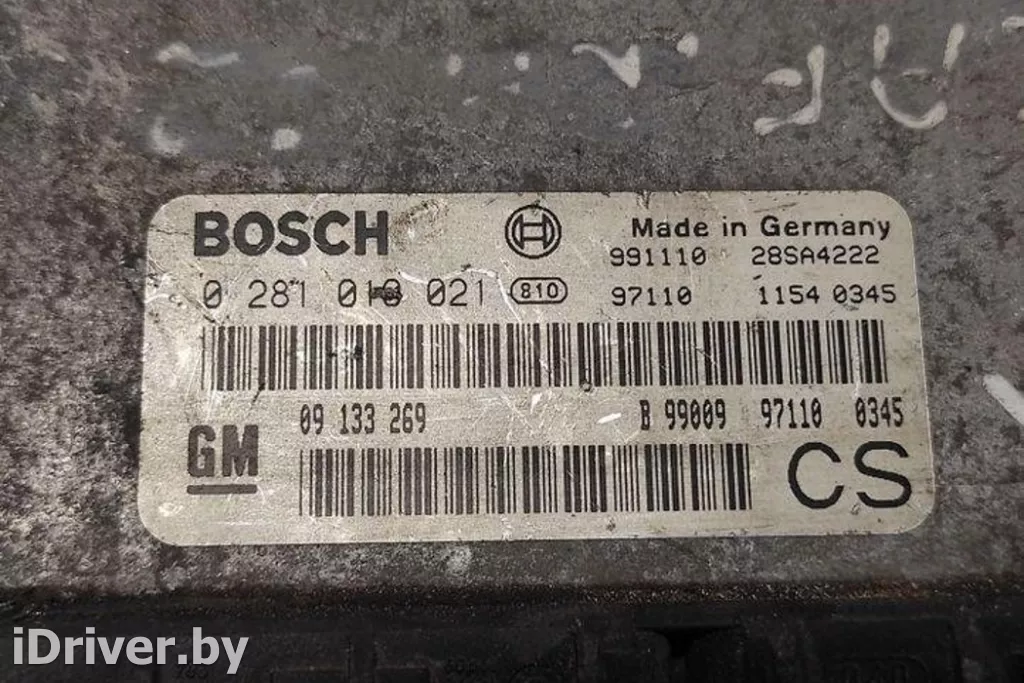 BOSCH
Made in Germany
991110 28SA4222
0 281 021 810
97110 1154 0345
09 133 269
B 99009 97110 0345
GM
CS
iDriver.by